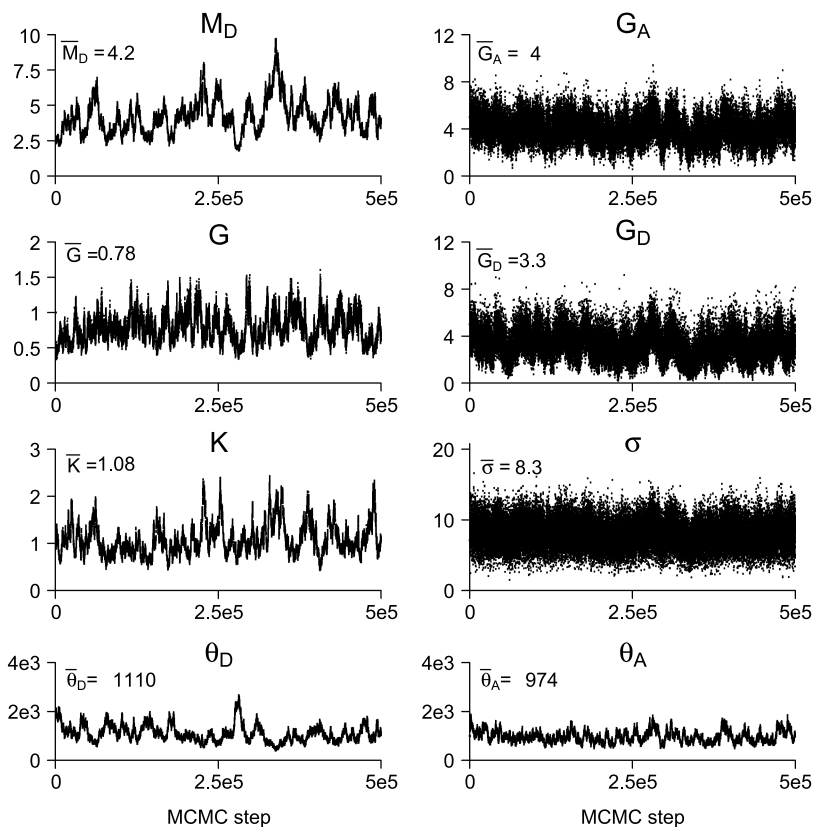 M_D
M̅_D =4.2
10
7.5
5
2.5
0
0 2.5e5 5e5
G_A
G̅_A = 4
12
8
4
0
0 2.5e5 5e5
G
G̅ =0.78
2
1.5
1
0.5
0
0 2.5e5 5e5
G_D
G̅_D =3.3
12
8
4
0
0 2.5e5 5e5
K
K̅ =1.08
3
2
1
0
0 2.5e5 5e5
σ
σ̅ = 8.3
20
10
0
0 2.5e5 5e5
θ_D
θ̅_D= 1110
4e3
2e3
0
0 2.5e5 5e5
MCMC step
θ_A
θ̅_A= 974
4e3
2e3
0
0 2.5e5 5e5
MCMC step